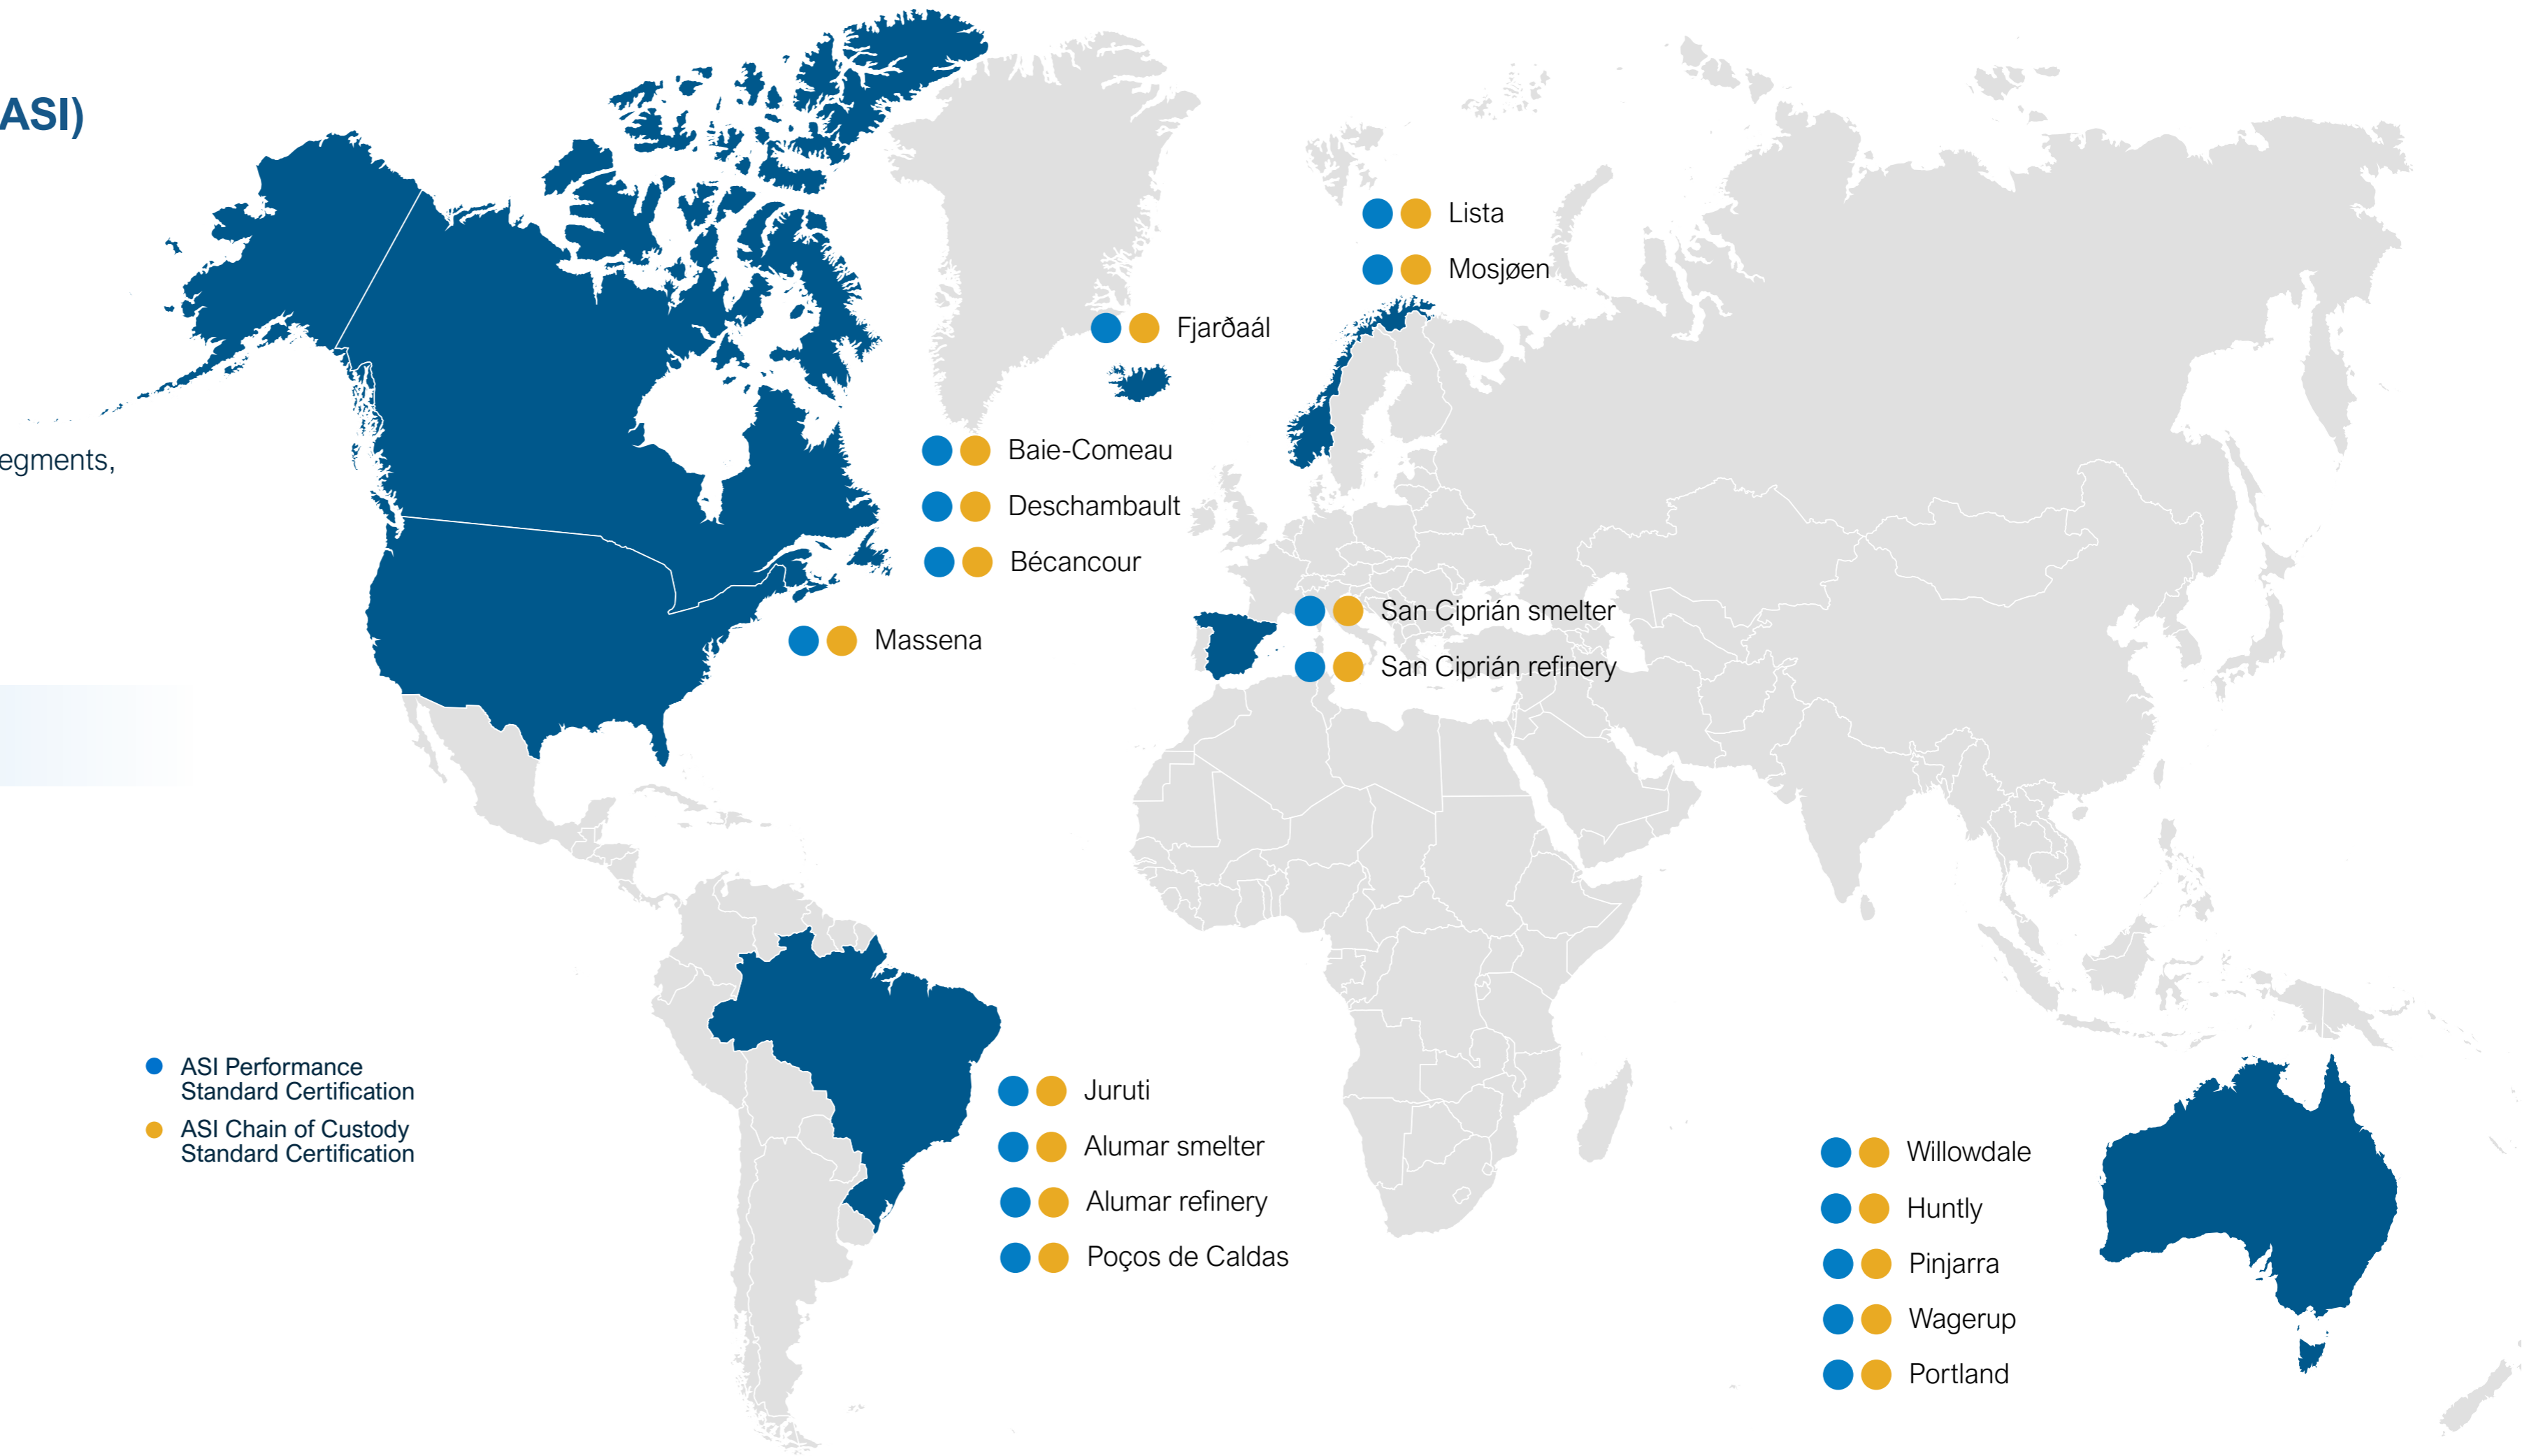 ASI)
egments,
Lista
Mosjøen
Fjarðaál
Baie-Comeau
Deschambault
Bécancour
Massena
San Ciprián smelter
San Ciprián refinery
ASI Performance
Standard Certification
ASI Chain of Custody
Standard Certification
Juruti
Alumar smelter
Alumar refinery
Poços de Caldas
Willowdale
Huntly
Pinjarra
Wagerup
Portland